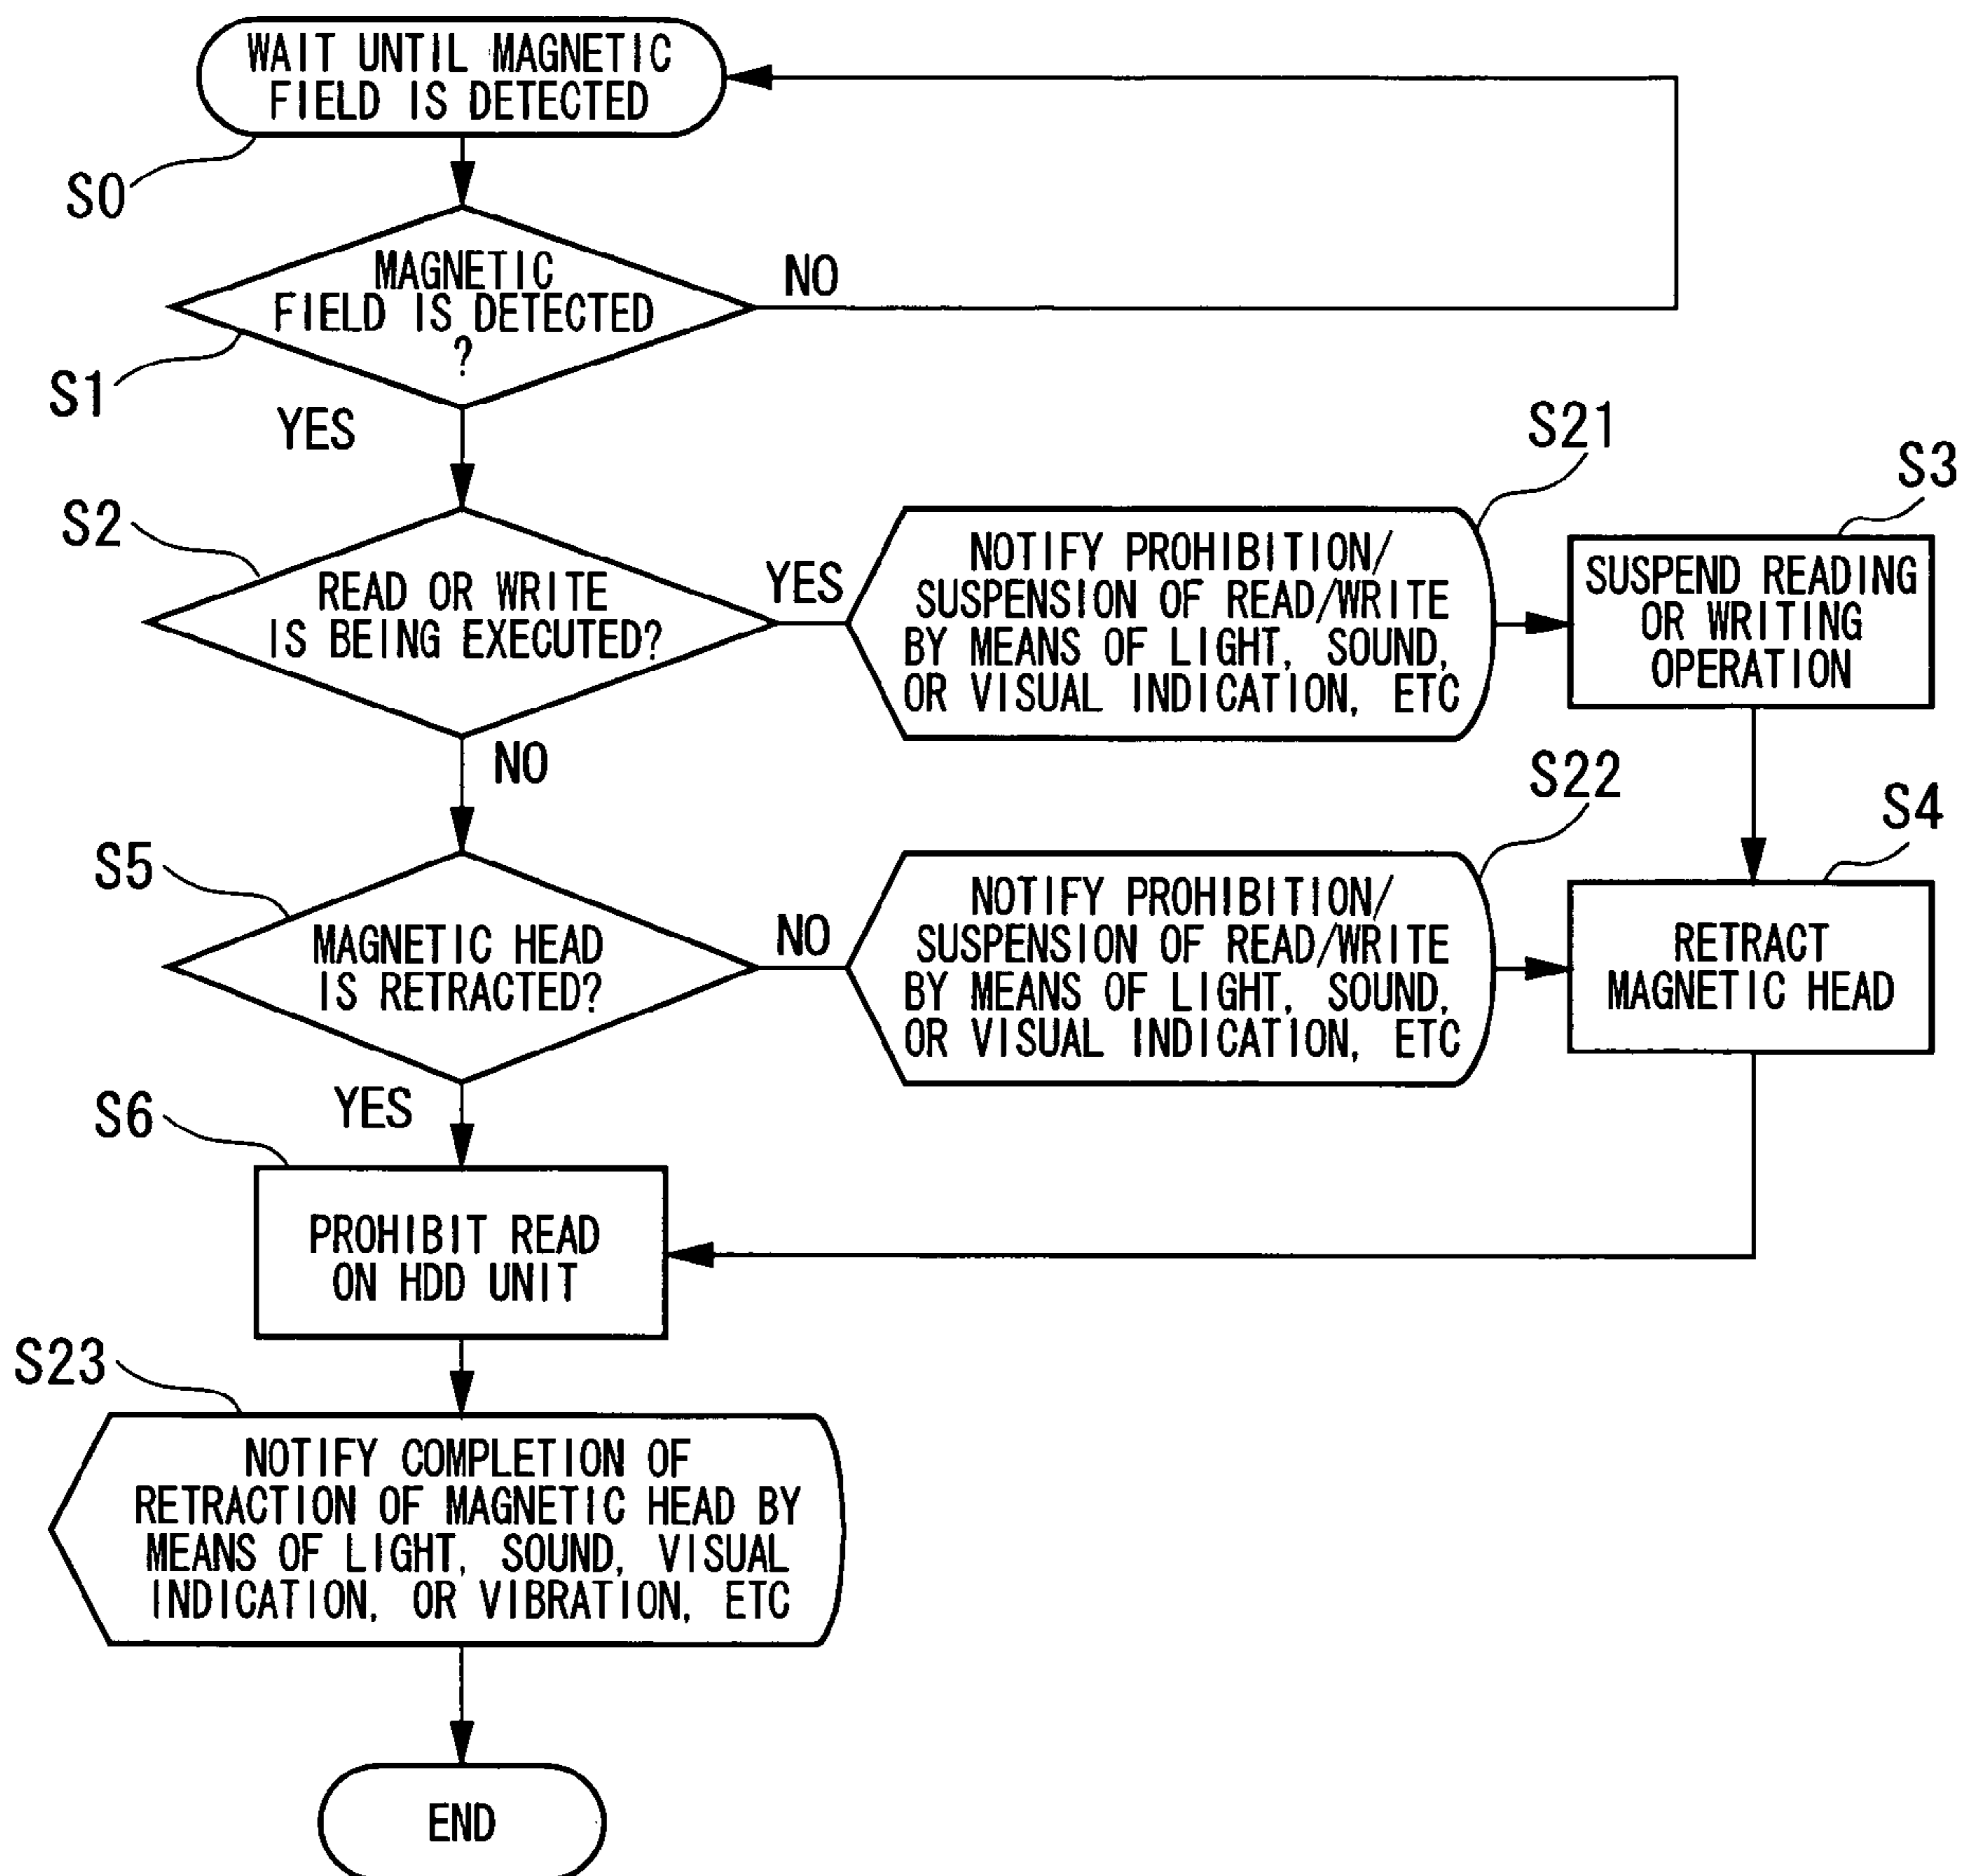 WAIT UNTIL MAGNETIC
FIELD IS DETECTED
S0
MAGNETIC
FIELD IS DETECTED
?
NO
S1
YES
S21
S3
S2
READ OR WRITE
IS BEING EXECUTED?
YES
NOTIFY PROHIBITION/
SUSPENSION OF READ/WRITE
BY MEANS OF LIGHT, SOUND,
OR VISUAL INDICATION, ETC
SUSPEND READING
OR WRITING
OPERATION
NO
S22
S4
S5
MAGNETIC HEAD
IS RETRACTED?
NO
NOTIFY PROHIBITION/
SUSPENSION OF READ/WRITE
BY MEANS OF LIGHT, SOUND,
OR VISUAL INDICATION, ETC
RETRACT
MAGNETIC HEAD
YES
S6
PROHIBIT READ
ON HDD UNIT
S23
NOTIFY COMPLETION OF
RETRACTION OF MAGNETIC HEAD BY
MEANS OF LIGHT, SOUND, VISUAL
INDICATION, OR VIBRATION, ETC
END